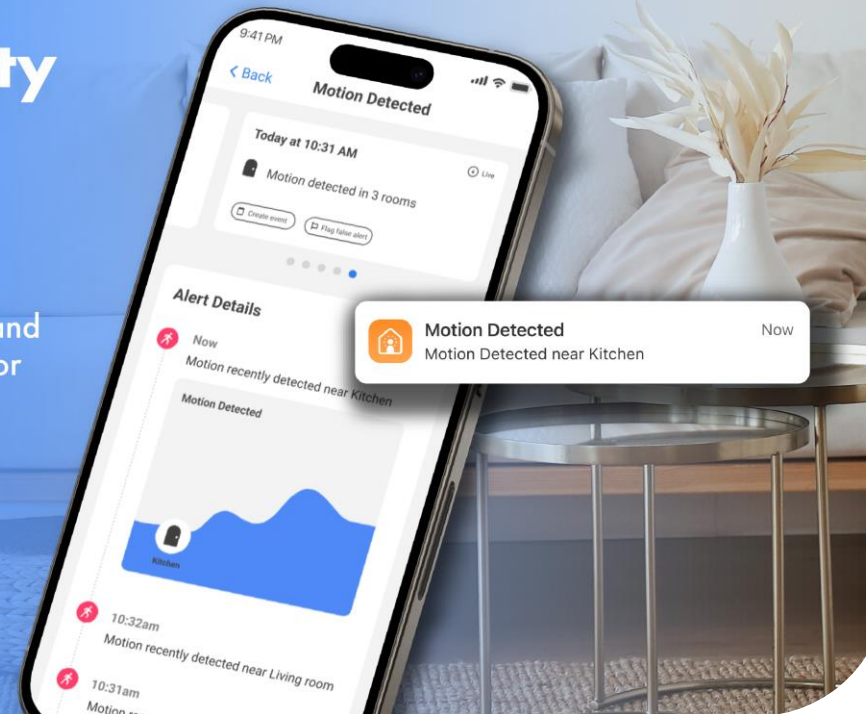 ty
and
or
9:41 PM
Back
Motion Detected
Today at 10:31 AM
Live
Motion detected in 3 rooms
Create event
Flag false alert
Alert Details
Now
Motion recently detected near Kitchen
Motion Detected
Kitchen
10:32am
Motion recently detected near Living room
10:31am
Motion
Motion Detected
Now
Motion Detected near Kitchen